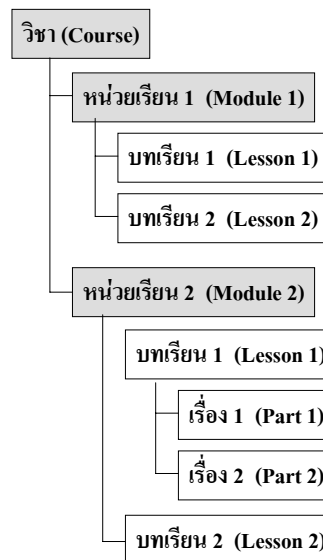 วิชา (Course)
หน่วยเรียน 1 (Module 1)
บทเรียน 1 (Lesson 1)
บทเรียน 2 (Lesson 2)
หน่วยเรียน 2 (Module 2)
บทเรียน 1 (Lesson 1)
เรื่อง 1 (Part 1)
เรื่อง 2 (Part 2)
บทเรียน 2 (Lesson 2)